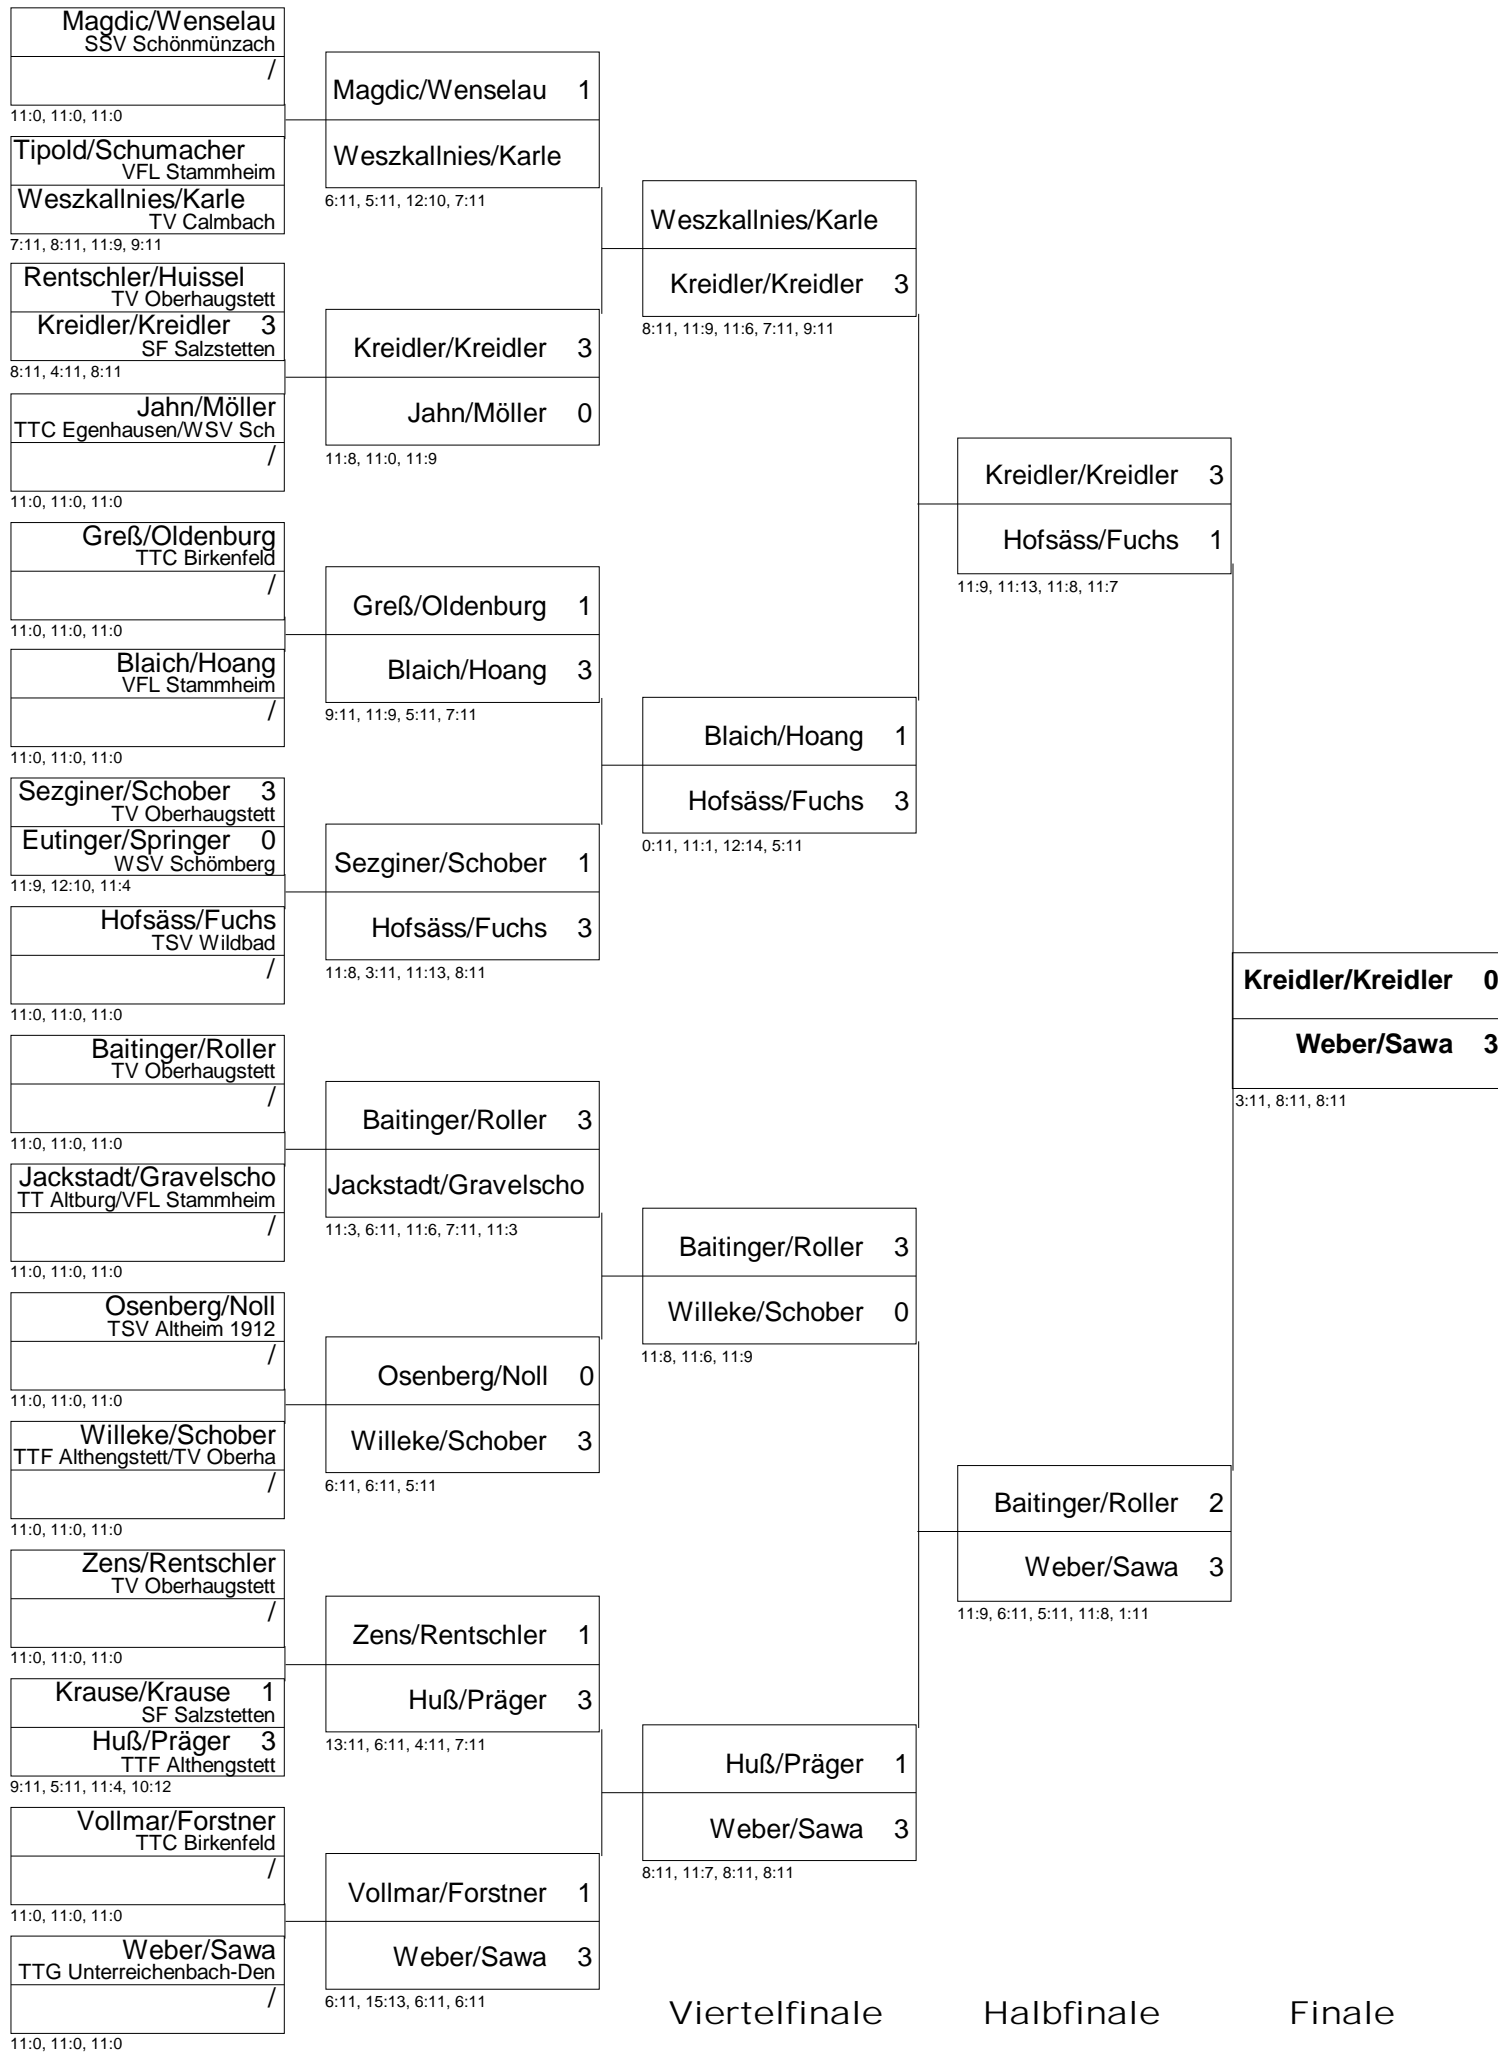 Magdic/Wenselau
SSV Schönmünzach
/
11:0, 11:0, 11:0
Tipold/Schumacher
VFL Stammheim
Weszkallnies/Karle
TV Calmbach
7:11, 8:11, 11:9, 9:11
Rentschler/Huissel
TV Oberhaugstett
Kreidler/Kreidler 3
SF Salzstetten
8:11, 4:11, 8:11
Jahn/Möller
TTC Egenhausen/WSV Sch
/
11:0, 11:0, 11:0
Greß/Oldenburg
TTC Birkenfeld
/
11:0, 11:0, 11:0
Blaich/Hoang
VFL Stammheim
/
11:0, 11:0, 11:0
Sezginer/Schober 3
TV Oberhaugstett
Eutinger/Springer 0
WSV Schömberg
11:9, 12:10, 11:4
Hofsäss/Fuchs
TSV Wildbad
/
11:0, 11:0, 11:0
Baitinger/Roller
TV Oberhaugstett
/
11:0, 11:0, 11:0
Jackstadt/Gravelscho
TT Altburg/VFL Stammheim
/
11:0, 11:0, 11:0
Osenberg/Noll
TSV Altheim 1912
/
11:0, 11:0, 11:0
Willeke/Schober
TTF Althengstett/TV Oberha
/
11:0, 11:0, 11:0
Zens/Rentschler
TV Oberhaugstett
/
11:0, 11:0, 11:0
Krause/Krause 1
SF Salzstetten
Huß/Präger 3
TTF Althengstett
9:11, 5:11, 11:4, 10:12
Vollmar/Forstner
TTC Birkenfeld
/
11:0, 11:0, 11:0
Weber/Sawa
TTG Unterreichenbach-Den
/
11:0, 11:0, 11:0
Magdic/Wenselau 1
Weszkallnies/Karle
6:11, 5:11, 12:10, 7:11
Kreidler/Kreidler 3
Jahn/Möller 0
11:8, 11:0, 11:9
Greß/Oldenburg 1
Blaich/Hoang 3
9:11, 11:9, 5:11, 7:11
Sezginer/Schober 1
Hofsäss/Fuchs 3
11:8, 3:11, 11:13, 8:11
Baitinger/Roller 3
Jackstadt/Gravelscho
11:3, 6:11, 11:6, 7:11, 11:3
Osenberg/Noll 0
Willeke/Schober 3
6:11, 6:11, 5:11
Zens/Rentschler 1
Huß/Präger 3
13:11, 6:11, 4:11, 7:11
Vollmar/Forstner 1
Weber/Sawa 3
6:11, 15:13, 6:11, 6:11
Weszkallnies/Karle
Kreidler/Kreidler 3
8:11, 11:9, 11:6, 7:11, 9:11
Blaich/Hoang 1
Hofsäss/Fuchs 3
0:11, 11:1, 12:14, 5:11
Baitinger/Roller 3
Willeke/Schober 0
11:8, 11:6, 11:9
Huß/Präger 1
Weber/Sawa 3
8:11, 11:7, 8:11, 8:11
Viertelfinale
Kreidler/Kreidler 3
Hofsäss/Fuchs 1
11:9, 11:13, 11:8, 11:7
Baitinger/Roller 2
Weber/Sawa 3
11:9, 6:11, 5:11, 11:8, 1:11
Halbfinale
Kreidler/Kreidler 0
Weber/Sawa 3
3:11, 8:11, 8:11
Finale